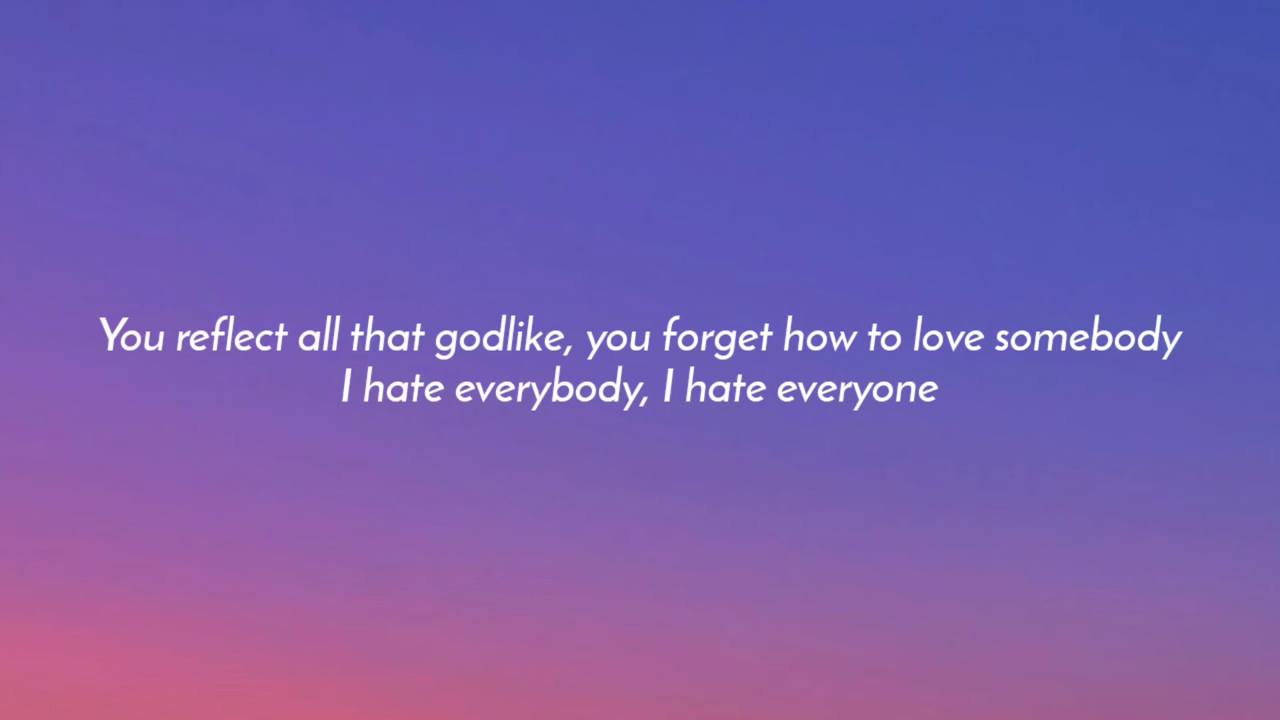 You reflect all that godlike, you forget how to love somebody
I hate everybody, I hate everyone